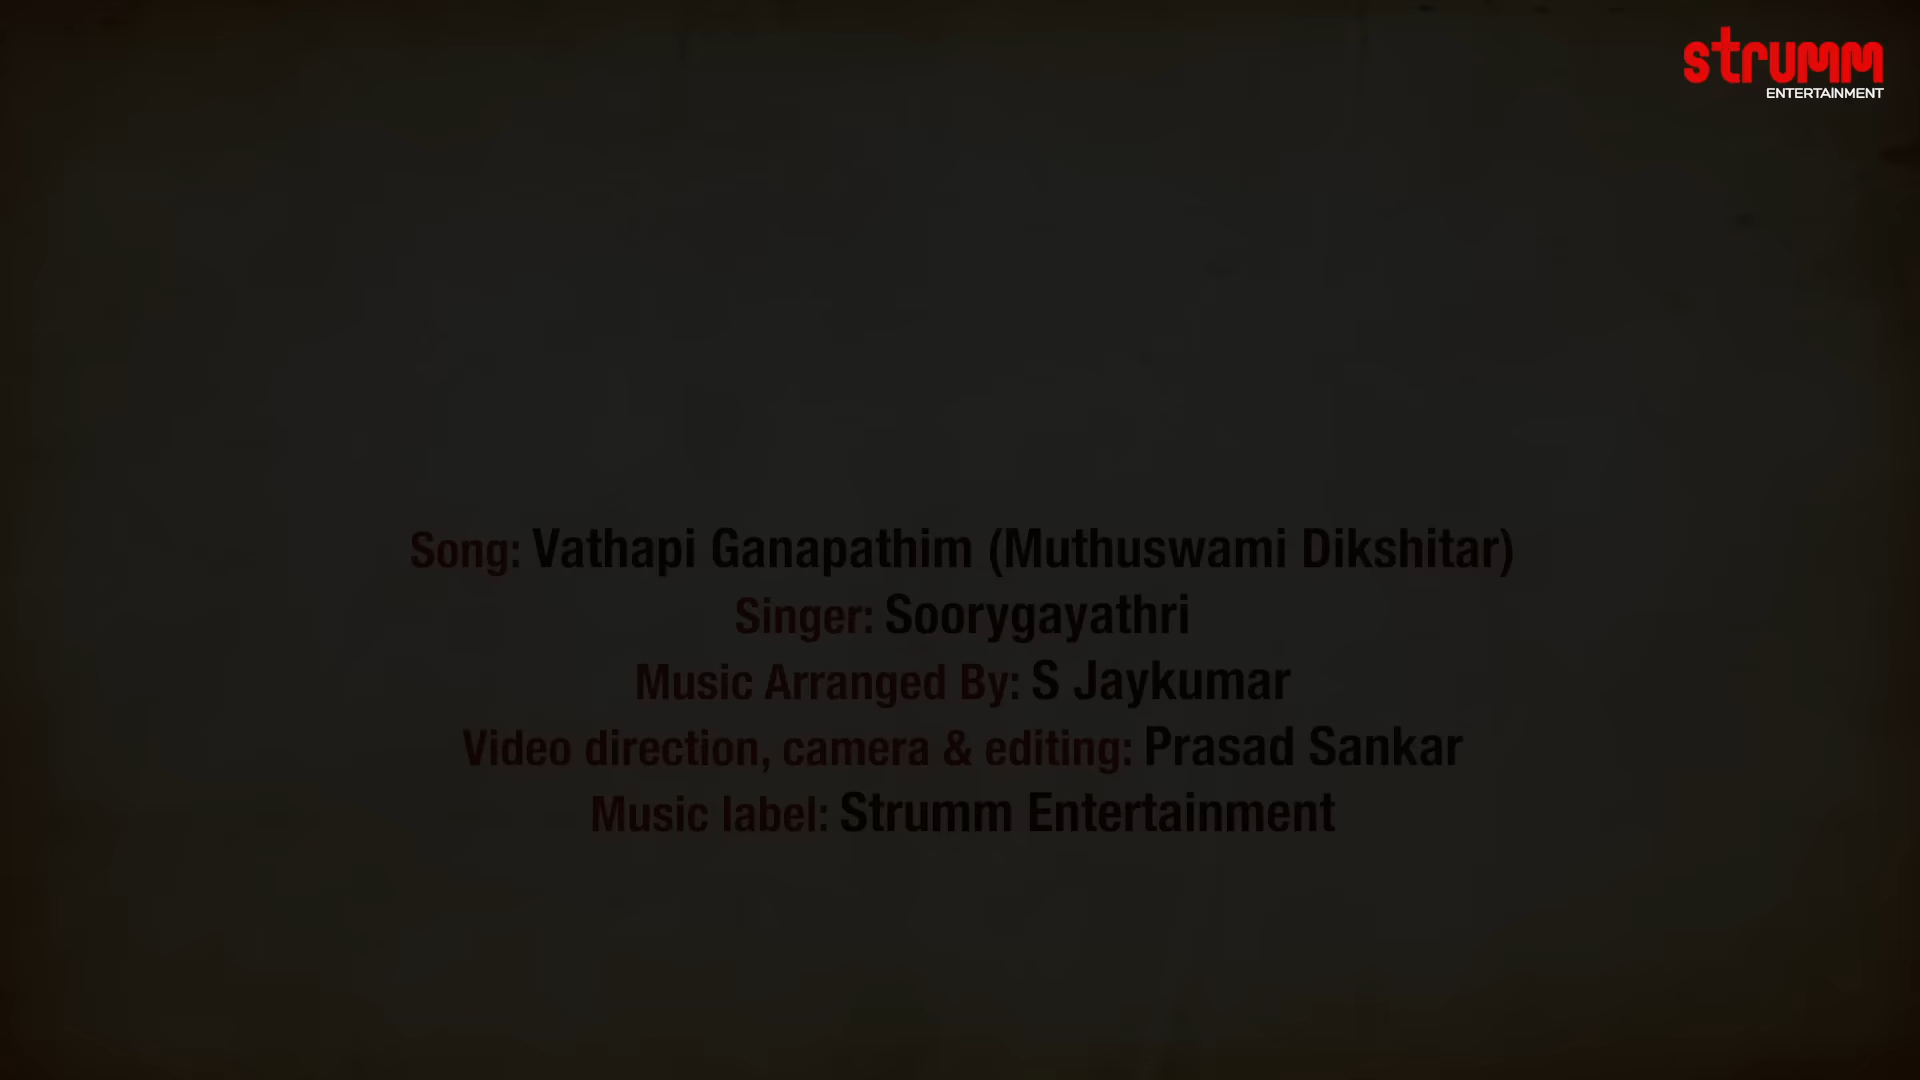 strumm
ENTERTAINMENT
Song: Vathapi Ganapathim (Muthuswami Dikshitar)
Singer: Soorygayathri
Music Arranged By: S Jaykumar
Video direction, camera & editing: Prasad Sankar
Music label: Strumm Entertainment